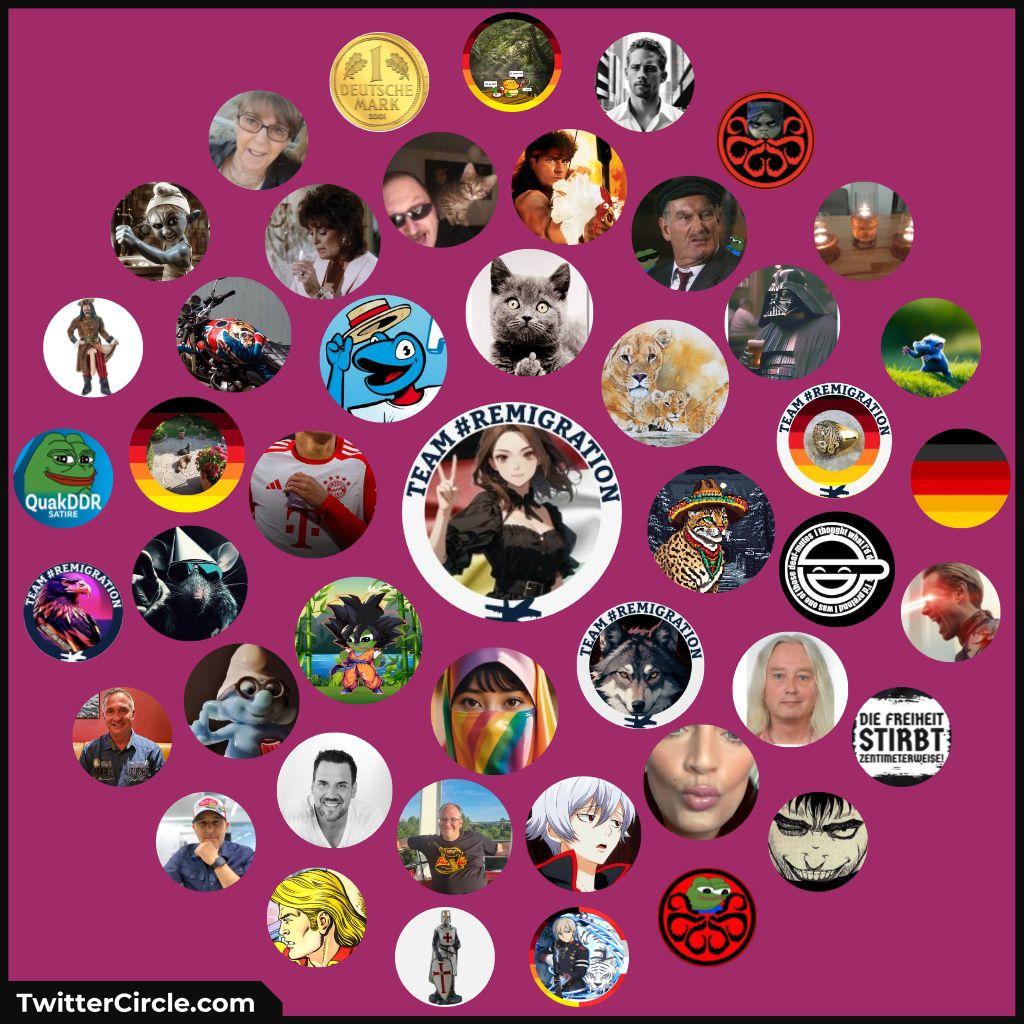 1
DEUTSCHE
MARK
2001
TEAM #REMIGRATION
TEAM #REMIGRATION
QuakDDR
SATIRE
T
I thought what I'd do was I'd pretend I was one of those deaf-mutes
TEAM #REMIGRATION
TEAM #REMIGRATION
DIE FREIHEIT
STIRBT
ZENTIMETERWEISE!
TwitterCircle.com